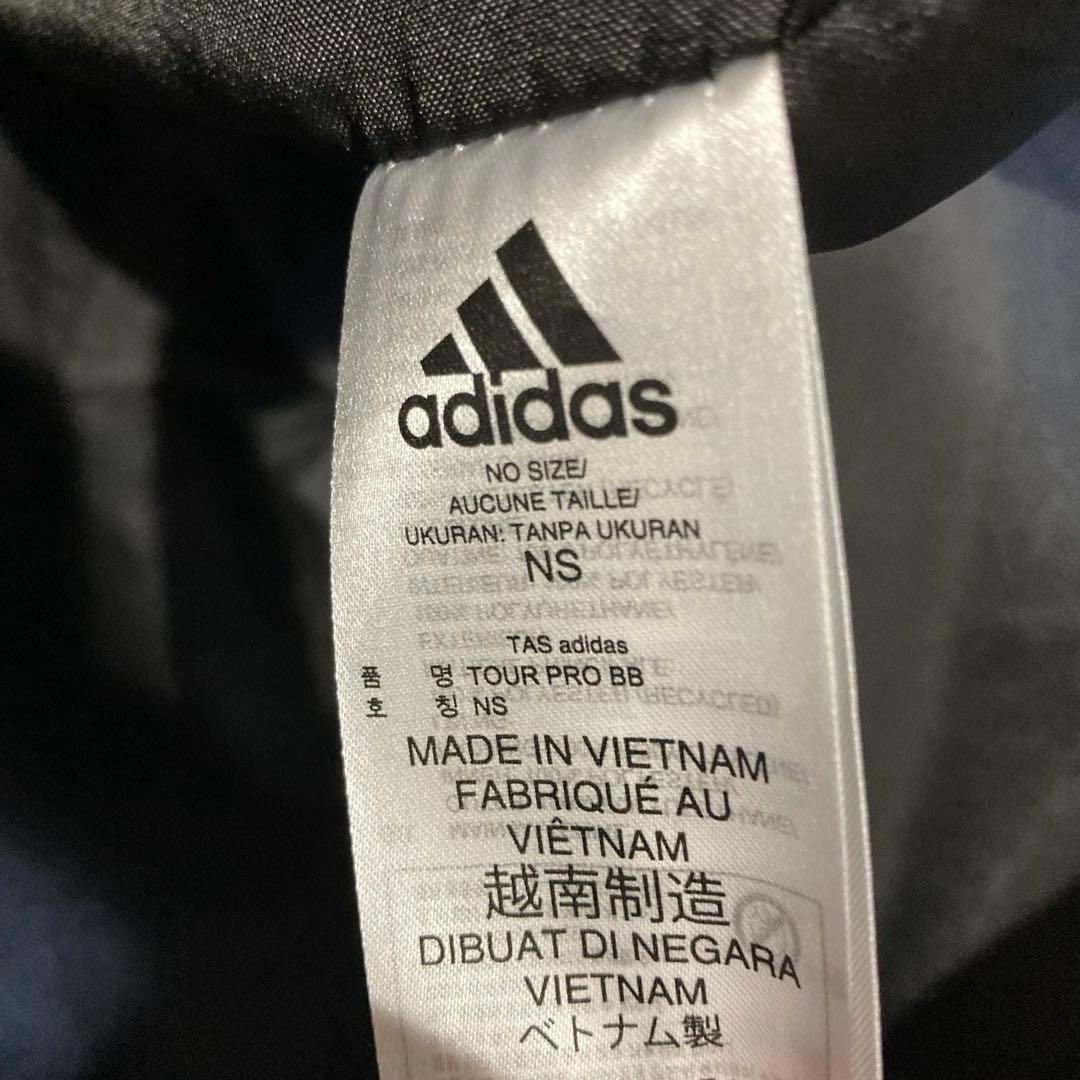 adidas
NO SIZE/
AUCUNE TAILLE/
UKURAN: TANPA UKURAN
NS
TAS adidas
품 명 TOUR PRO BB
호 칭 NS
MADE IN VIETNAM
FABRIQUÉ AU
VIÊTNAM
越南制造
DIBUAT DI NEGARA
VIETNAM
ベトナム製